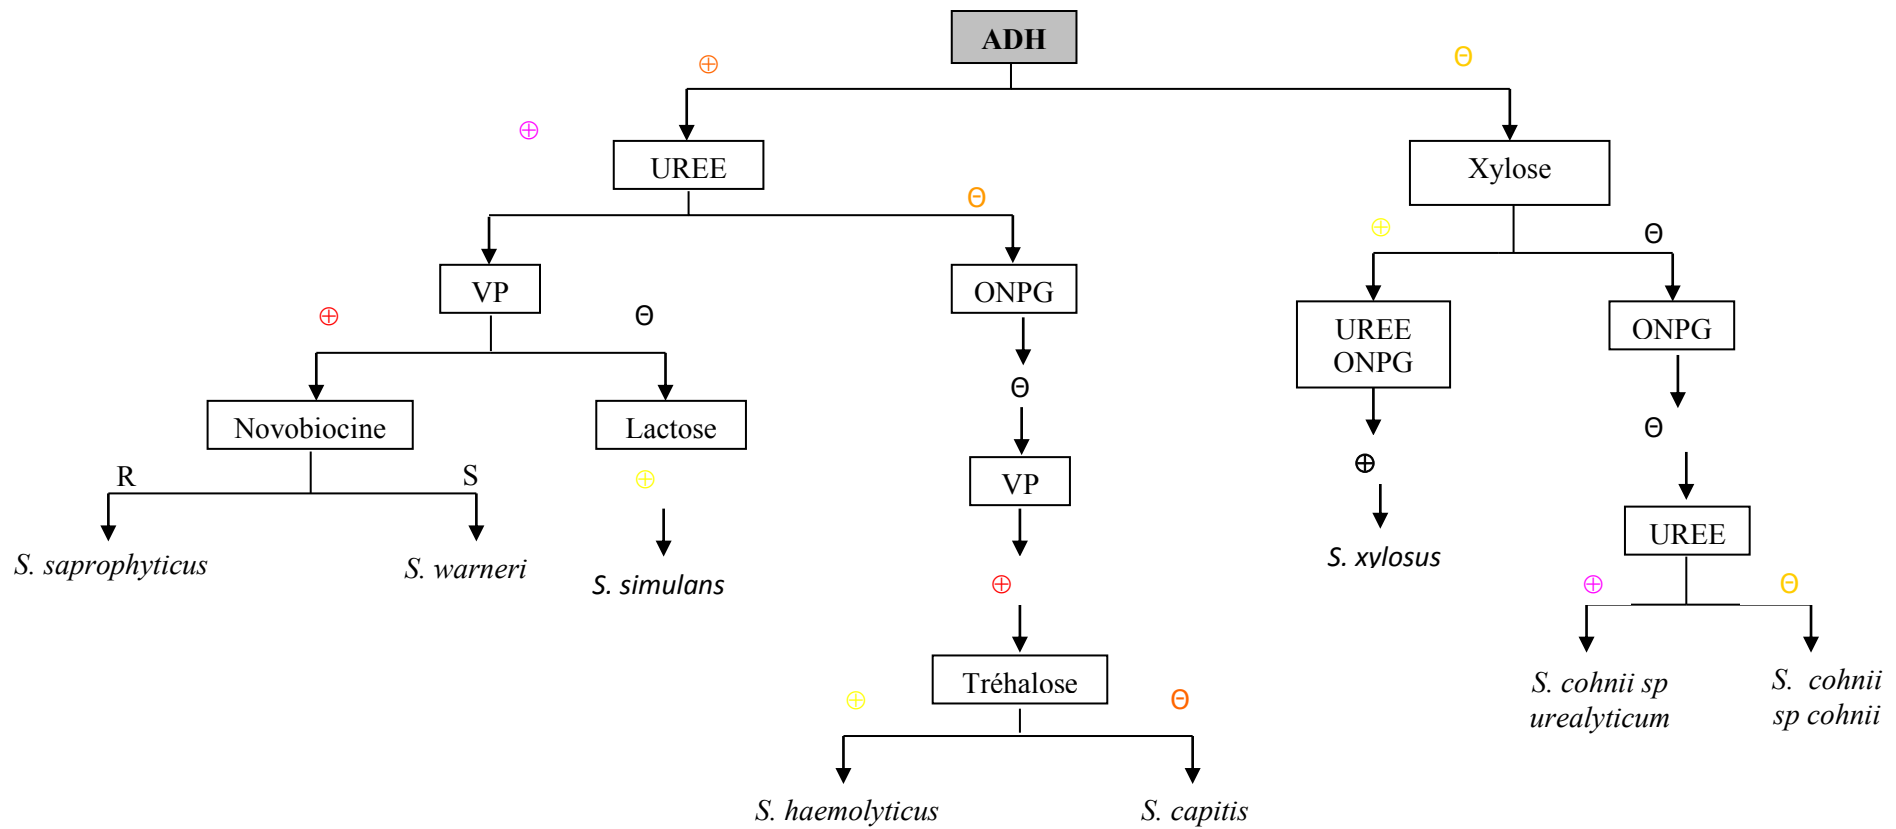 ADH
⊕
Θ
⊕
UREE
Xylose
Θ
⊕
Θ
VP
ONPG
⊕
Θ
UREE
ONPG
ONPG
Θ
Novobiocine
Lactose
Θ
R
S
⊕
VP
⊕
UREE
S. saprophyticus
S. warneri
S. simulans
S. xylosus
⊕
⊕
Θ
Tréhalose
⊕
Θ
S. cohnii sp
urealyticum
S. cohnii
sp cohnii
S. haemolyticus
S. capitis